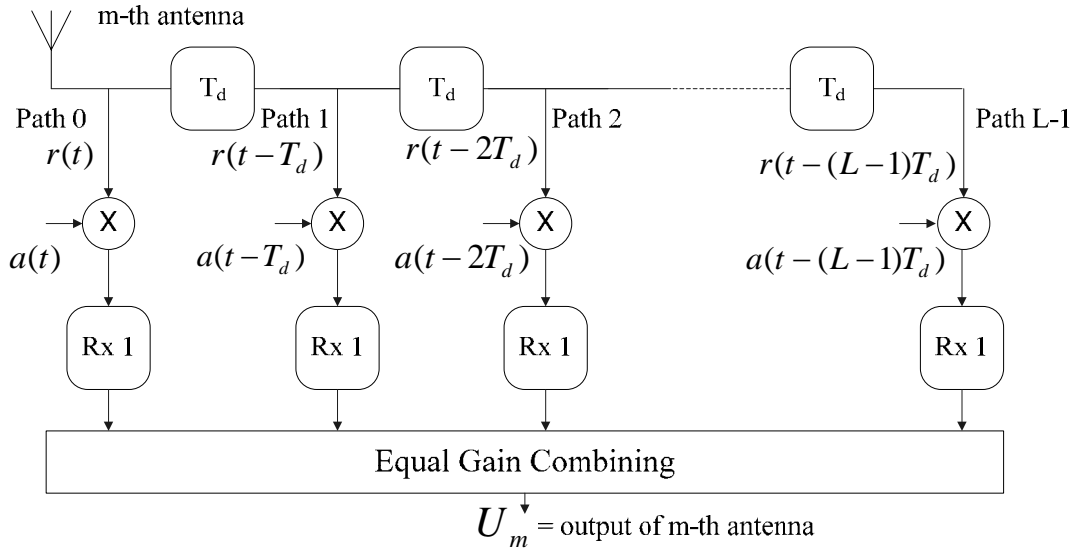 m-th antenna
T_d
T_d
T_d
Path 0
Path 1
Path 2
Path L-1
r(t)
r(t-T_d)
r(t-2T_d)
r(t-(L-1)T_d)
X
X
X
X
a(t)
a(t-T_d)
a(t-2T_d)
a(t-(L-1)T_d)
Rx 1
Rx 1
Rx 1
Rx 1
Equal Gain Combining
U_m = output of m-th antenna